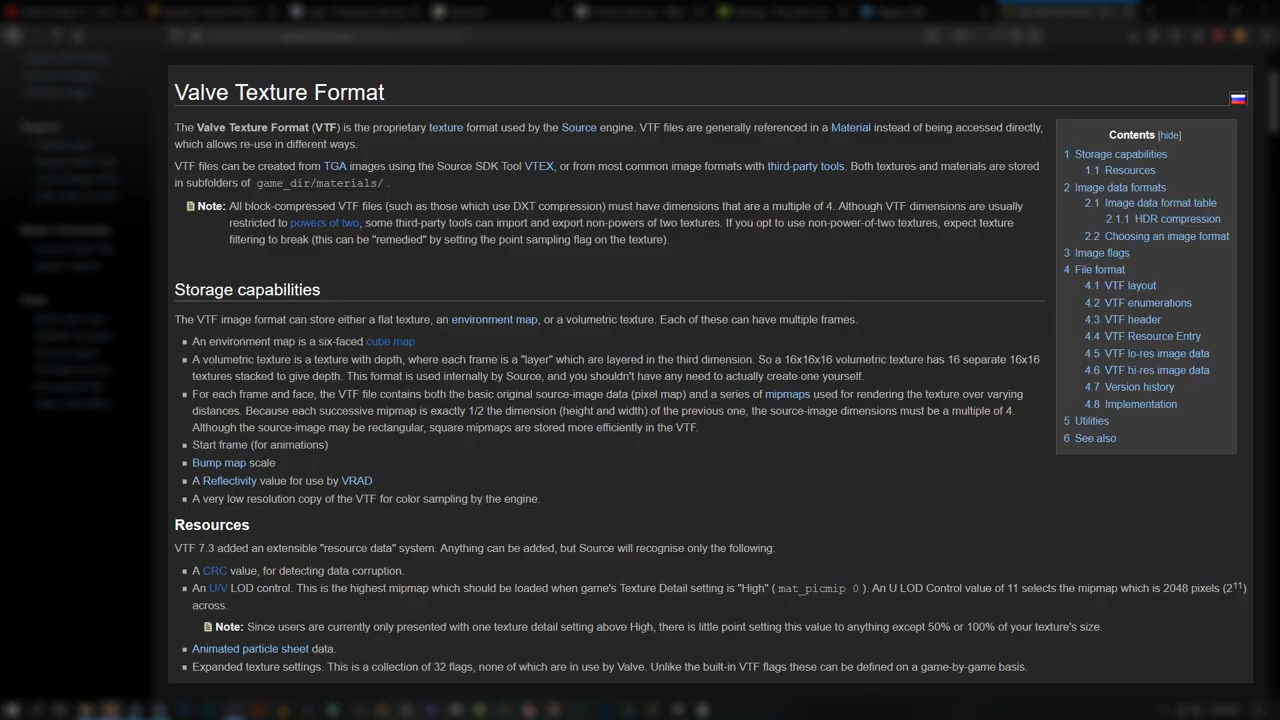 Valve Texture Format
The Valve Texture Format (VTF) is the proprietary texture format used by the Source engine. VTF files are generally referenced in a Material instead of being accessed directly,
which allows re-use in different ways.
VTF files can be created from TGA images using the Source SDK Tool VTEX, or from most common image formats with third-party tools. Both textures and materials are stored
in subfolders of game_dir/materials/ .
Note: All block-compressed VTF files (such as those which use DXT compression) must have dimensions that are a multiple of 4. Although VTF dimensions are usually
restricted to powers of two, some third-party tools can import and export non-powers of two textures. If you opt to use non-power-of-two textures, expect texture
filtering to break (this can be "remedied" by setting the point sampling flag on the texture).
Contents [hide]
1 Storage capabilities
1.1 Resources
2 Image data formats
2.1 Image data format table
2.1.1 HDR compression
2.2 Choosing an image format
3 Image flags
4 File format
4.1 VTF layout
4.2 VTF enumerations
4.3 VTF header
4.4 VTF Resource Entry
4.5 VTF lo-res image data
4.6 VTF hi-res image data
4.7 Version history
4.8 Implementation
5 Utilities
6 See also
Storage capabilities
The VTF image format can store either a flat texture, an environment map, or a volumetric texture. Each of these can have multiple frames.
An environment map is a six-faced cube map
A volumetric texture is a texture with depth, where each frame is a "layer" which are layered in the third dimension. So a 16x16x16 volumetric texture has 16 separate 16x16
textures stacked to give depth. This format is used internally by Source, and you shouldn't have any need to actually create one yourself.
For each frame and face, the VTF file contains both the basic original source-image data (pixel map) and a series of mipmaps used for rendering the texture over varying
distances. Because each successive mipmap is exactly 1/2 the dimension (height and width) of the previous one, the source-image dimensions must be a multiple of 4.
Although the source-image may be rectangular, square mipmaps are stored more efficiently in the VTF.
Start frame (for animations)
Bump map scale
A Reflectivity value for use by VRAD
A very low resolution copy of the VTF for color sampling by the engine.
Resources
VTF 7.3 added an extensible "resource data" system. Anything can be added, but Source will recognise only the following:
A CRC value, for detecting data corruption.
An U/V LOD control. This is the highest mipmap which should be loaded when game's Texture Detail setting is "High" ( mat_picmip 0 ). An U LOD Control value of 11 selects the mipmap which is 2048 pixels (2¹¹)
across.
Note: Since users are currently only presented with one texture detail setting above High, there is little point setting this value to anything except 50% or 100% of your texture's size.
Animated particle sheet data.
Expanded texture settings. This is a collection of 32 flags, none of which are in use by Valve. Unlike the built-in VTF flags these can be defined on a game-by-game basis.